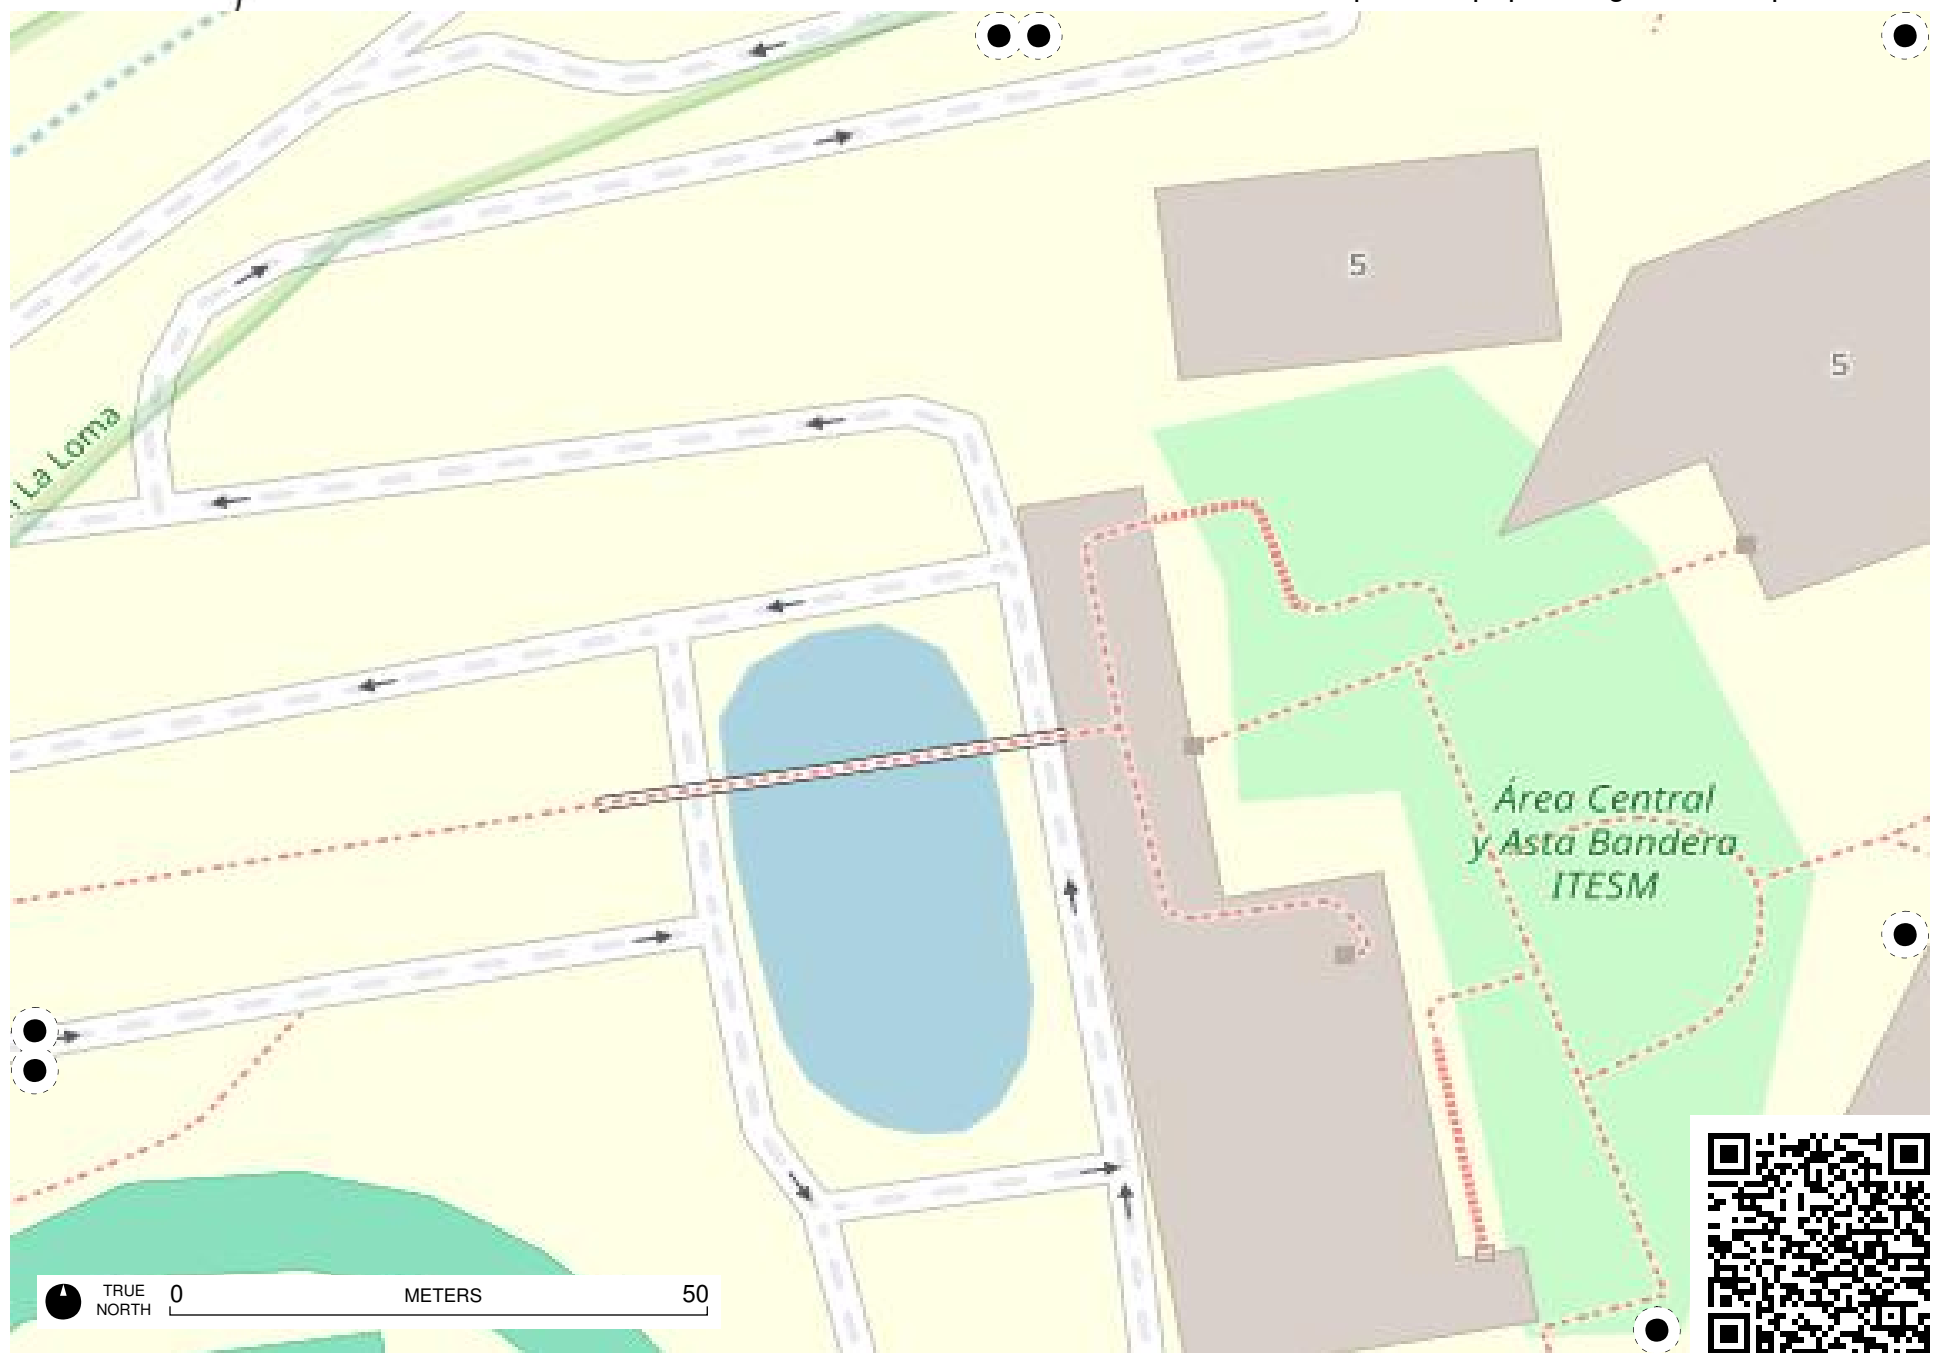 5
5
La Loma
Área Central
y Asta Bandera
ITESM
TRUE
NORTH
0
METERS
50